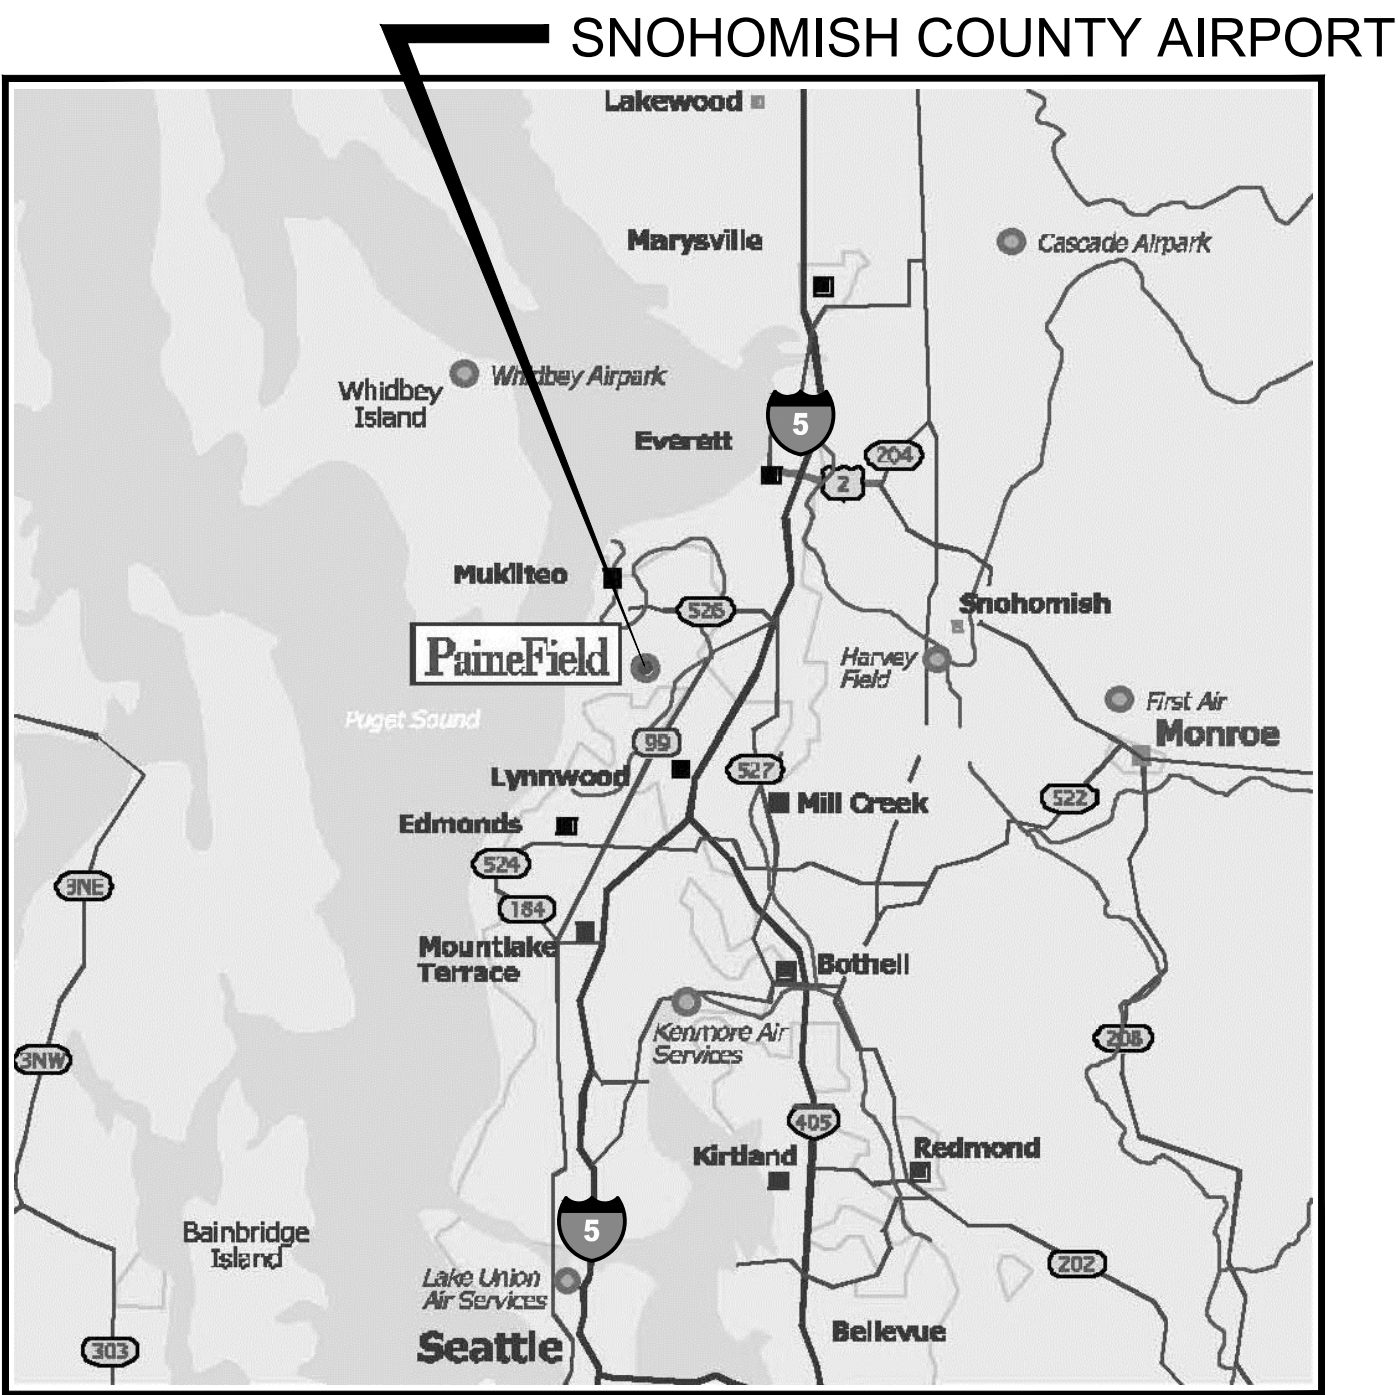 SNOHOMISH COUNTY AIRPORT
Lakewood
Marysville
Cascade Airpark
Whidbey Airpark
Whidbey
Island
5
Everett
204
2
Mukilteo
526
Snohomish
PaineField
Harvey
Field
First Air
Puget Sound
Monroe
99
Lynnwood
527
522
Mill Creek
Edmonds
524
3NE
184
Mountlake
Terrace
Bothell
Kenmore Air
Services
208
3NW
405
Kirtland
Redmond
5
Bainbridge
Island
202
Lake Union
Air Services
Bellevue
Seattle
303